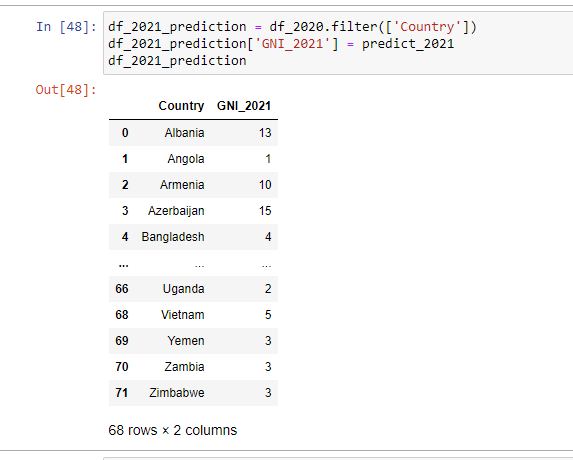 In [48]: df_2021_prediction = df_2020.filter(['Country'])
df_2021_prediction['GNI_2021'] = predict_2021
df_2021_prediction
Out[48]:
Country GNI_2021
0 Albania 13
1 Angola 1
2 Armenia 10
3 Azerbaijan 15
4 Bangladesh 4
... ... ...
66 Uganda 2
68 Vietnam 5
69 Yemen 3
70 Zambia 3
71 Zimbabwe 3
68 rows × 2 columns